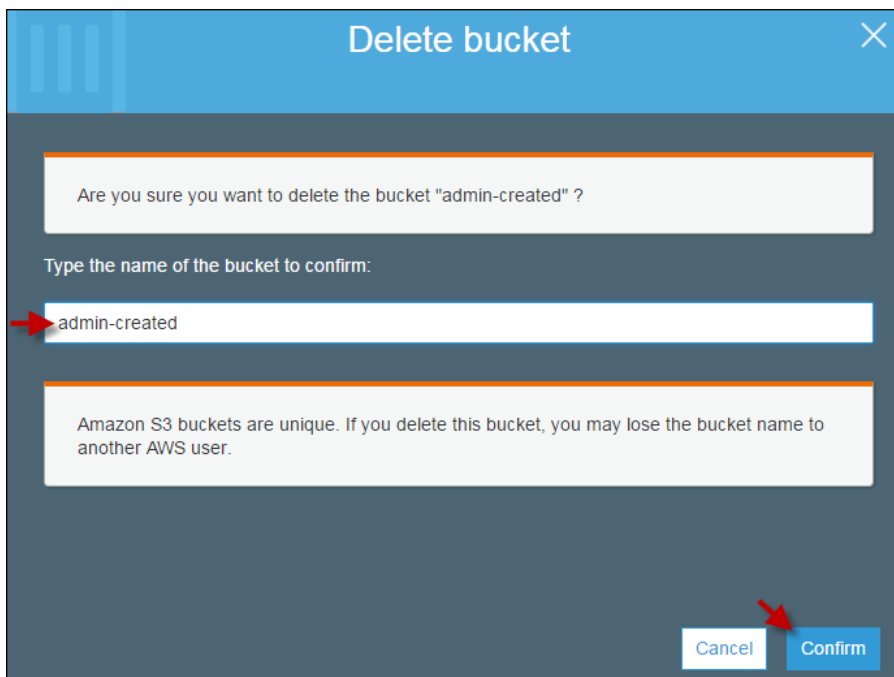 Delete bucket
Are you sure you want to delete the bucket "admin-created" ?
Type the name of the bucket to confirm:
admin-created
Amazon S3 buckets are unique. If you delete this bucket, you may lose the bucket name to
another AWS user.
Cancel
Confirm